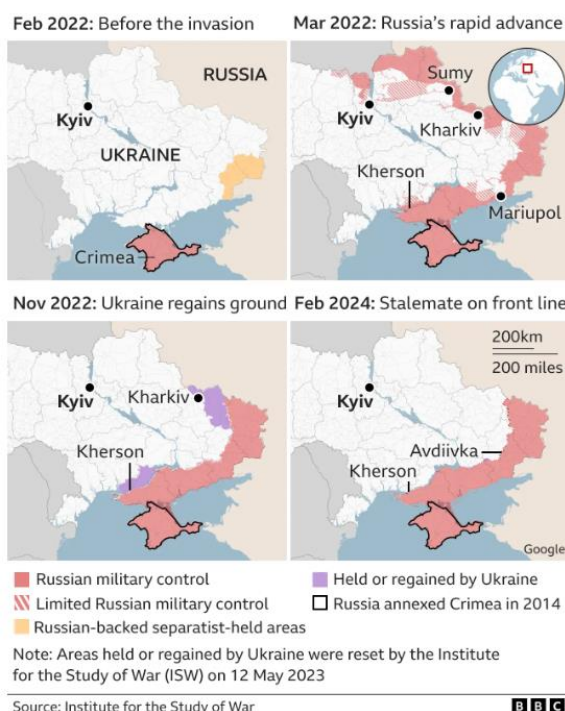 Feb 2022: Before the invasion
RUSSIA
Kyiv
UKRAINE
Crimea
Mar 2022: Russia's rapid advance
Sumy
Kyiv
Kharkiv
Kherson
Mariupol
Nov 2022: Ukraine regains ground
Kyiv
Kharkiv
Kherson
Feb 2024: Stalemate on front line
200km
200 miles
Kyiv
Avdiivka
Kherson
Google
Russian military control
Limited Russian military control
Russian-backed separatist-held areas
Held or regained by Ukraine
Russia annexed Crimea in 2014
Note: Areas held or regained by Ukraine were reset by the Institute
for the Study of War (ISW) on 12 May 2023
Source: Institute for the Study of War
BBC